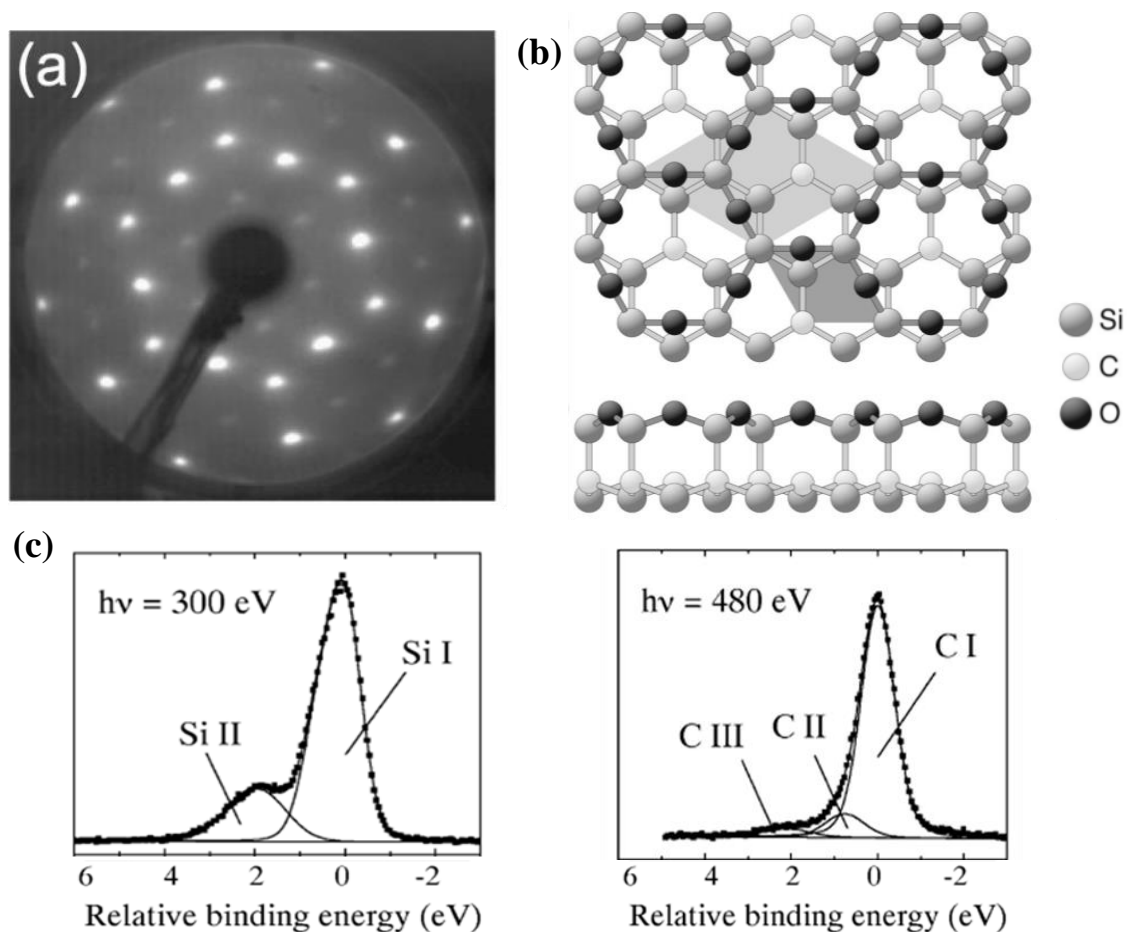 (a)
(b)
Si
C
O
(c)
hν = 300 eV
Si I
Si II
6 4 2 0 -2
Relative binding energy (eV)
hν = 480 eV
C I
C II
C III
6 4 2 0 -2
Relative binding energy (eV)